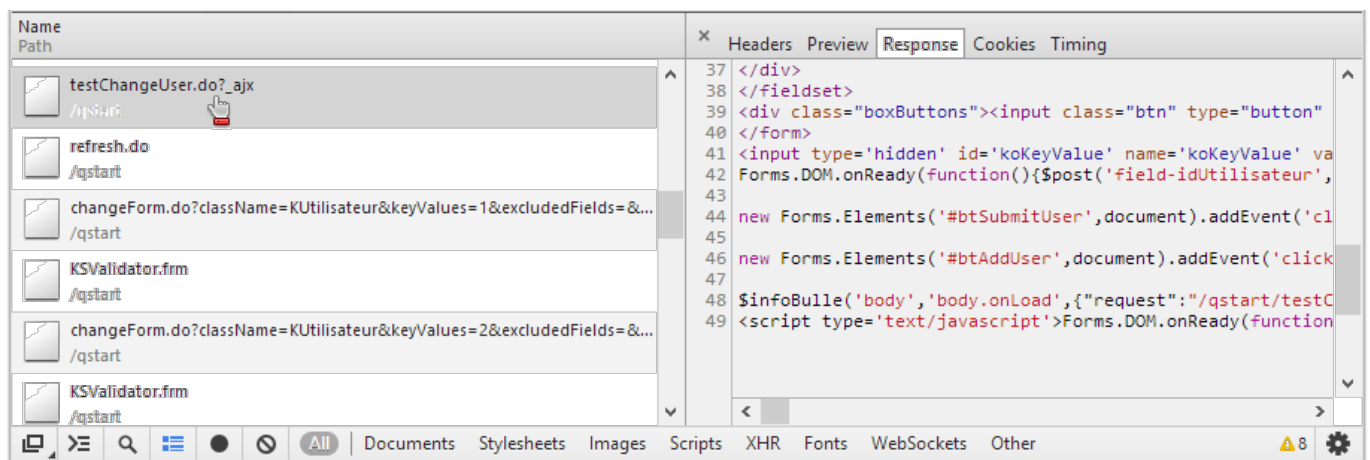 Name
Path
testChangeUser.do?_ajx
/qstart
refresh.do
/qstart
changeForm.do?className=KUtilisateur&keyValues=1&excludedFields=&...
/qstart
KSValidator.frm
/qstart
changeForm.do?className=KUtilisateur&keyValues=2&excludedFields=&...
/qstart
KSValidator.frm
/qstart
× Headers Preview Response Cookies Timing
37 </div>
38 </fieldset>
39 <div class="boxButtons"><input class="btn" type="button"
40 </form>
41 <input type='hidden' id='koKeyValue' name='koKeyValue' va
42 Forms.DOM.onReady(function(){$post('field-idUtilisateur',
43
44 new Forms.Elements('#btSubmitUser',document).addEvent('cl
45
46 new Forms.Elements('#btAddUser',document).addEvent('click
47
48 $infoBulle('body','body.onLoad',{"request":"/qstart/testC
49 <script type='text/javascript'>Forms.DOM.onReady(function
All Documents Stylesheets Images Scripts XHR Fonts WebSockets Other 8